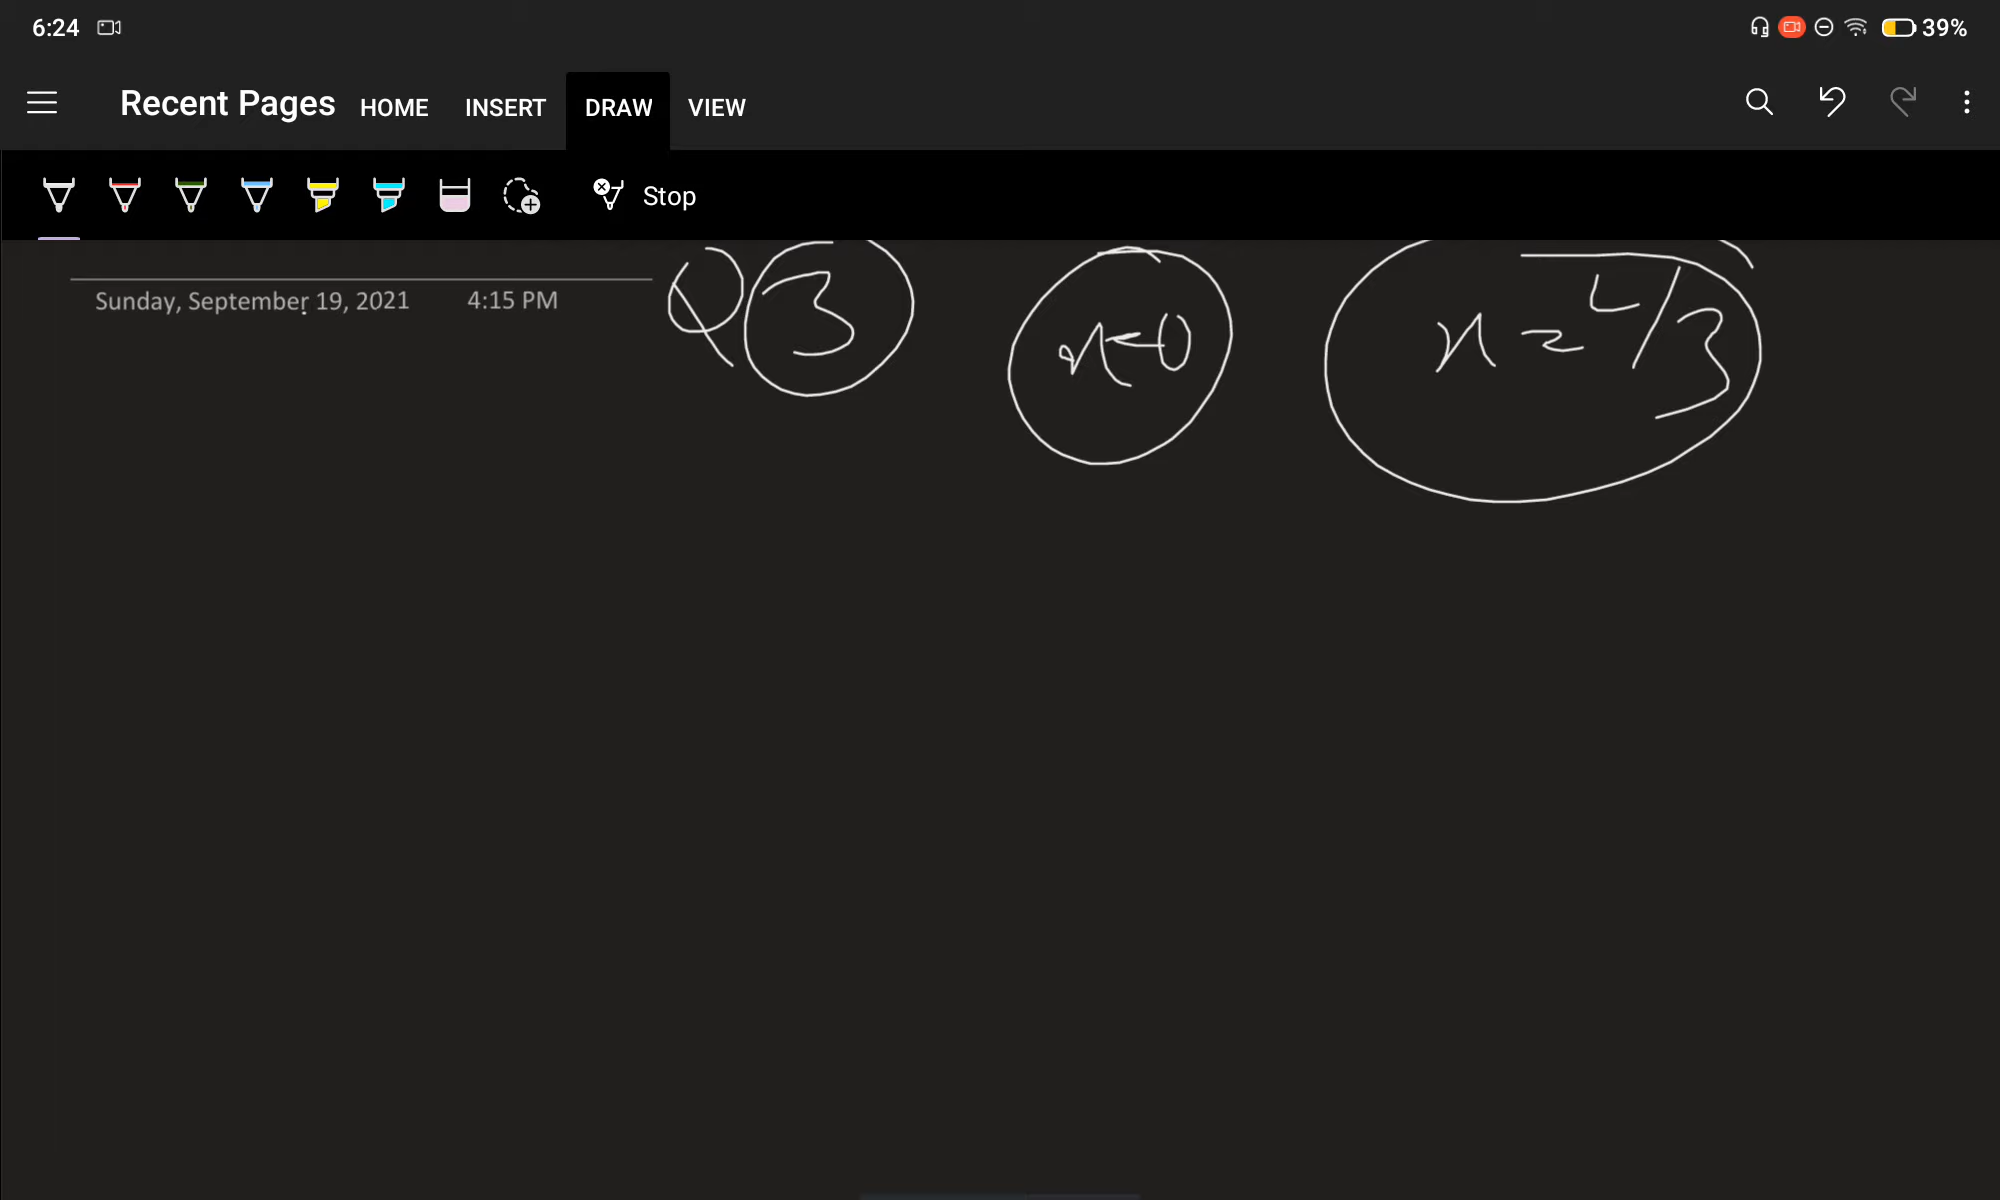 6:24 39%
Recent Pages HOME INSERT DRAW VIEW
Stop
Sunday, September 19, 2021 4:15 PM
Q 3 x=0 x = L/3